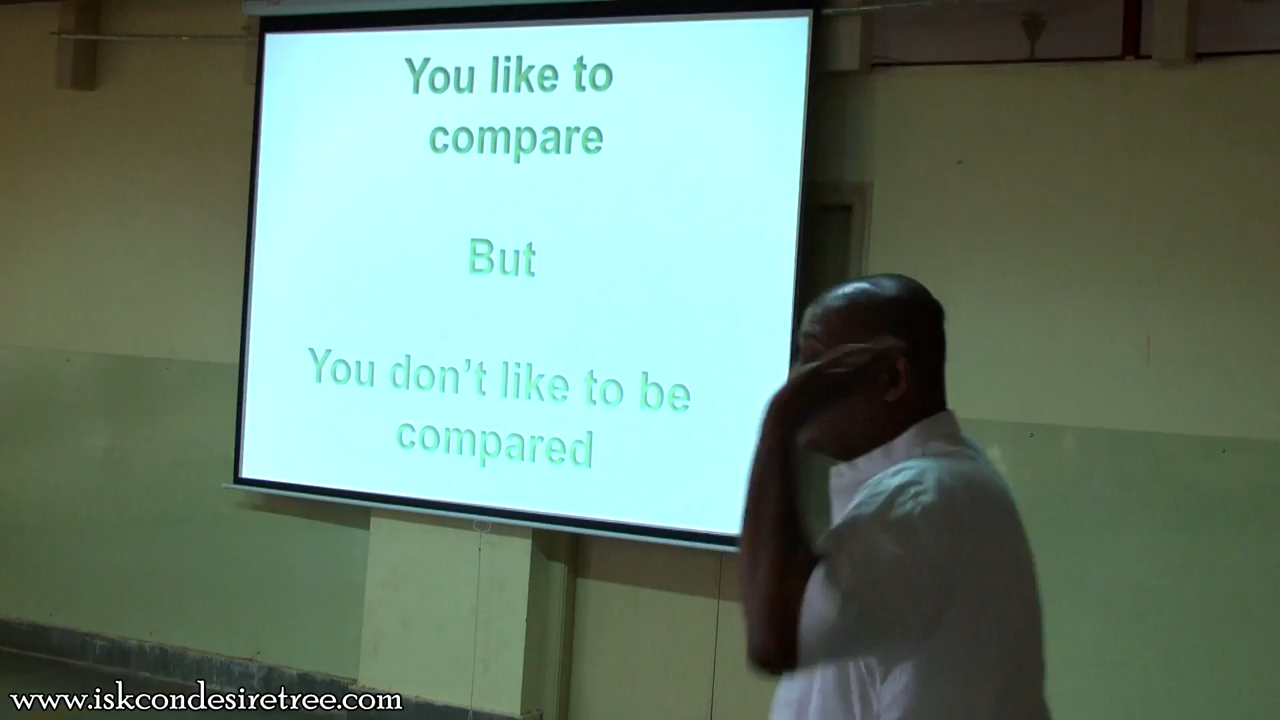 You like to
compare
But
You don't like to be
compared
www.iskcondesiretree.com